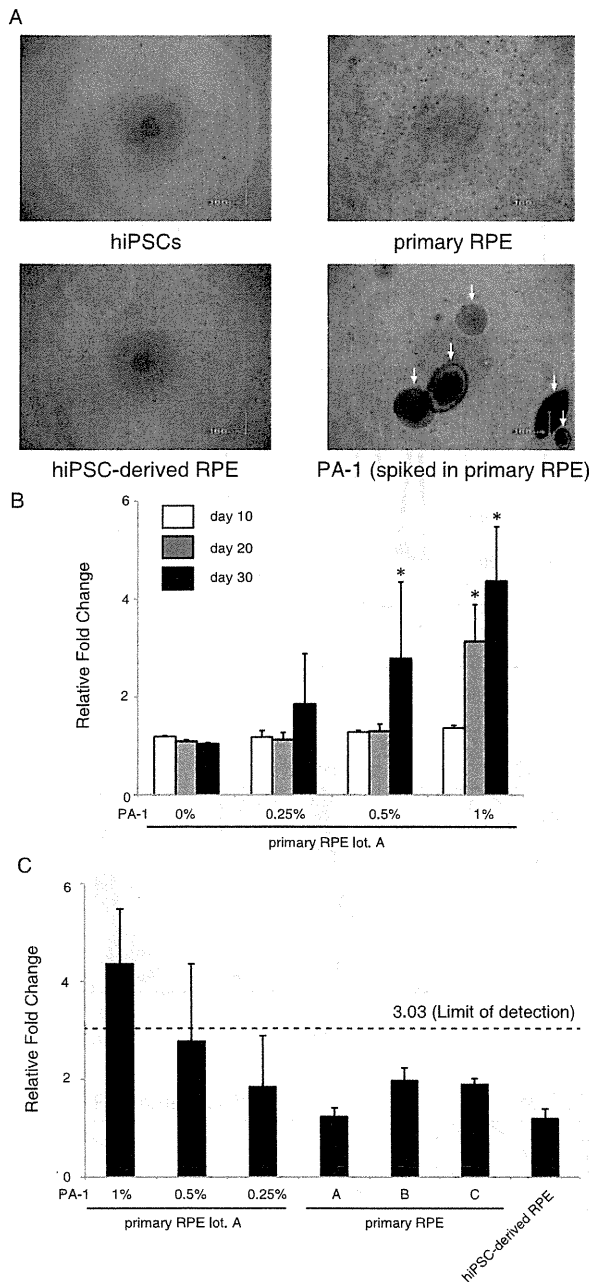 A
hiPSCs
primary RPE
hiPSC-derived RPE
PA-1 (spiked in primary RPE)
B
6
4
2
0
Relative Fold Change
day 10
day 20
day 30
*
*
*
PA-1 0% 0.25% 0.5% 1%
primary RPE lot. A
C
6
4
2
0
Relative Fold Change
3.03 (Limit of detection)
PA-1 1% 0.5% 0.25% A B C
primary RPE lot. A
primary RPE
hiPSC-derived RPE